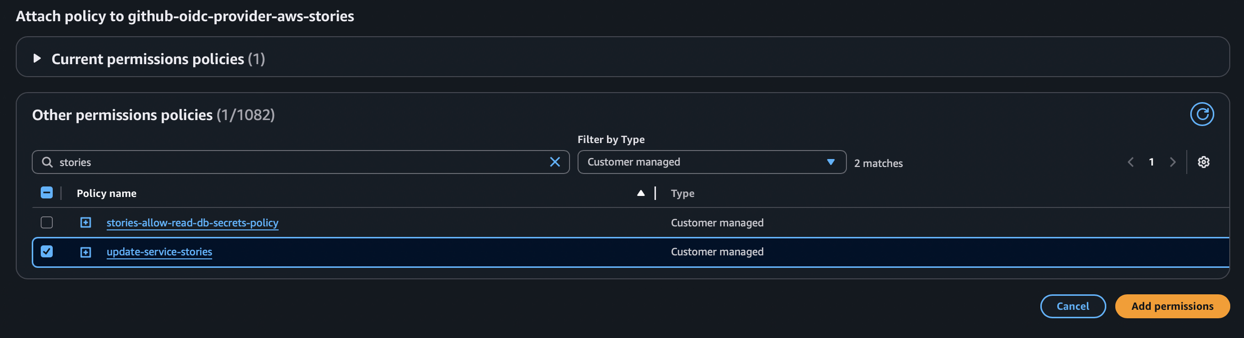 Attach policy to github-oidc-provider-aws-stories
Current permissions policies (1)
Other permissions policies (1/1082)
Filter by Type
stories
Customer managed
2 matches
1
Policy name
Type
stories-allow-read-db-secrets-policy
Customer managed
update-service-stories
Customer managed
Cancel
Add permissions